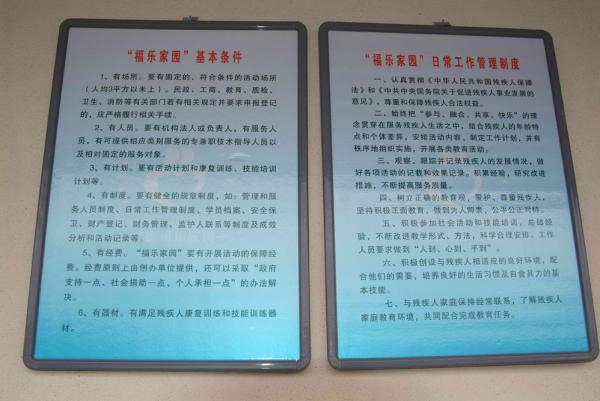 “福乐家园”基本条件
1、有场所。要有固定的、符合条件的活动场所
（人均3平方以上）。民政、工商、教育、质检、
卫生、消防等有关部门若有相关规定并要求申报登记
的，应严格履行相关手续。
2、有人员。要有机构法人或负责人，有服务人
员，有可提供相应类别服务的专兼职技术指导人员以
及相对固定的服务对象。
3、有计划。要有活动计划和康复训练、技能培训
计划等。
4、有制度。要有健全的规章制度，如：管理和服
务人员制度、日常工作管理制度、学员档案、安全保
卫、财产登记、财务管理、监护人联系等制度及成效
分析和活动记录等。
5、有经费。“福乐家园”要有开展活动的保障经
费。经费原则上由创办单位提供，还可以采取“政府
支持一点、社会捐助一点、个人承担一点”的办法解
决。
6、有器材。有满足残疾人康复训练和技能训练器
材。
“福乐家园”日常工作管理制度
一、认真贯彻《中华人民共和国残疾人保障
法》和《中共中央国务院关于促进残疾人事业发展的
意见》，尊重和保障残疾人合法权益。
二、始终把“参与、融合、共享、快乐”的理
念贯穿在服务残疾人生活之中，结合残疾人的年龄特
点和个体差异，安排活动内容、制定工作计划，并有
秩序地组织实施，开展各类教育活动。
三、观察、跟踪并记录残疾人的发展情况，做
好各项活动的记载和效果记录。积累经验，研究改进
措施，不断提高服务质量。
四、树立正确的教育观，爱护、尊重残疾人，
坚持积极正面教育，做到为人师表，公平公正对待。
五、积极参加社会活动和技能培训，总结经
验，不断改进教学形式、方法，科学合理安排。工作
人员要求做到“人到、心到、手到”。
六、积极创设与残疾人相适应的良好环境，配
合他们的需要，培养良好的生活习惯及自食其力的基
本技能。
七、与残疾人家庭保持经常联系，了解残疾人
家庭教育环境，共同配合完成教育任务。